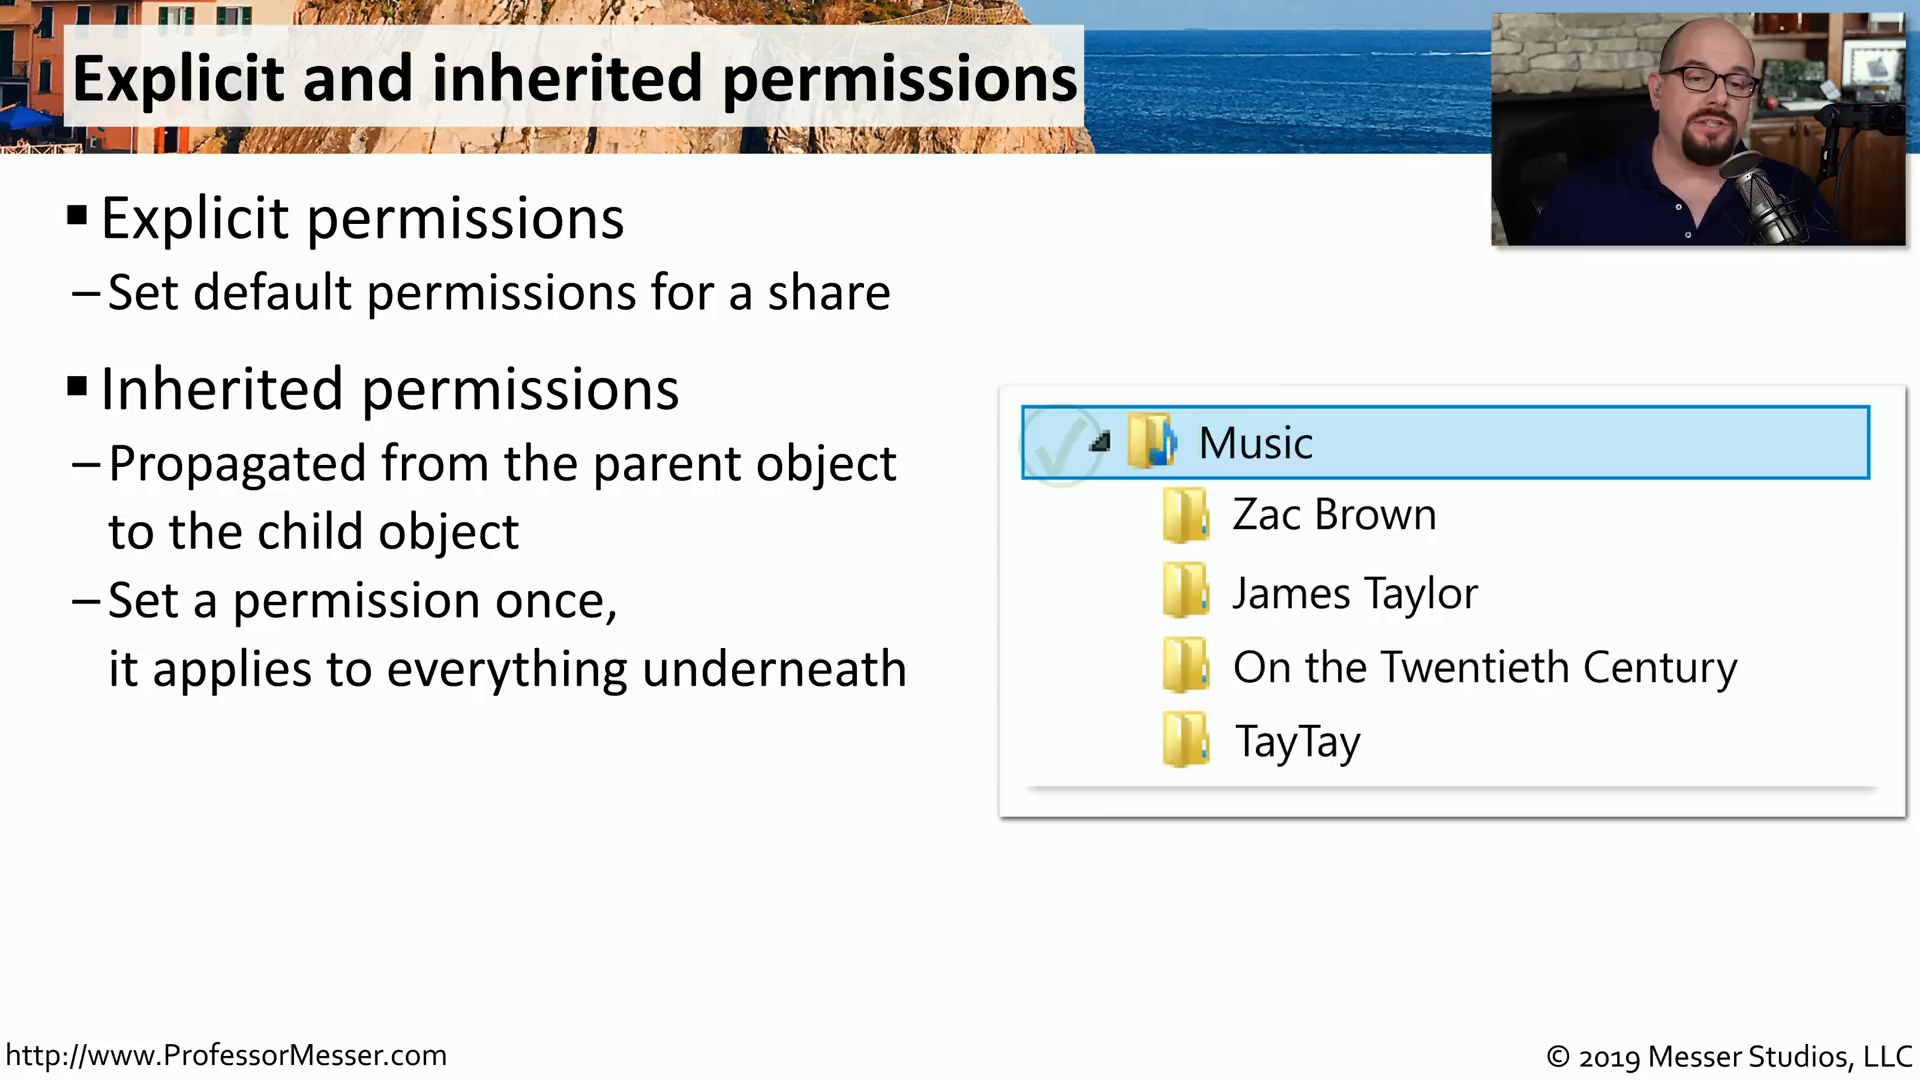 Explicit and inherited permissions
▪ Explicit permissions
– Set default permissions for a share
▪ Inherited permissions
– Propagated from the parent object
to the child object
– Set a permission once,
it applies to everything underneath
Music
Zac Brown
James Taylor
On the Twentieth Century
TayTay
http://www.ProfessorMesser.com
© 2019 Messer Studios, LLC